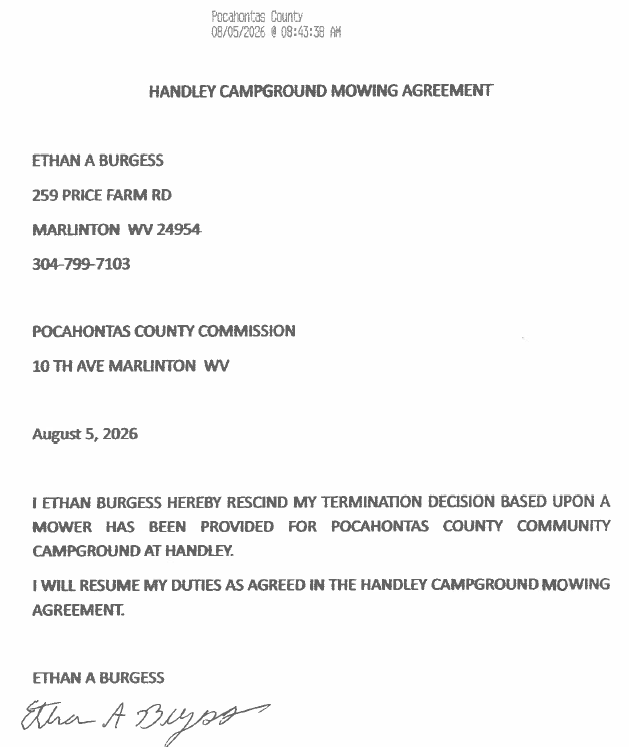 Pocahontas County
08/05/2026 @ 08:43:38 AM
HANDLEY CAMPGROUND MOWING AGREEMENT
ETHAN A BURGESS
259 PRICE FARM RD
MARLINTON WV 24954
304-799-7103
POCAHONTAS COUNTY COMMISSION
10 TH AVE MARLINTON WV
August 5, 2026
I ETHAN BURGESS HEREBY RESCIND MY TERMINATION DECISION BASED UPON A
MOWER HAS BEEN PROVIDED FOR POCAHONTAS COUNTY COMMUNITY
CAMPGROUND AT HANDLEY.
I WILL RESUME MY DUTIES AS AGREED IN THE HANDLEY CAMPGROUND MOWING
AGREEMENT.
ETHAN A BURGESS
Ethan A Burgess